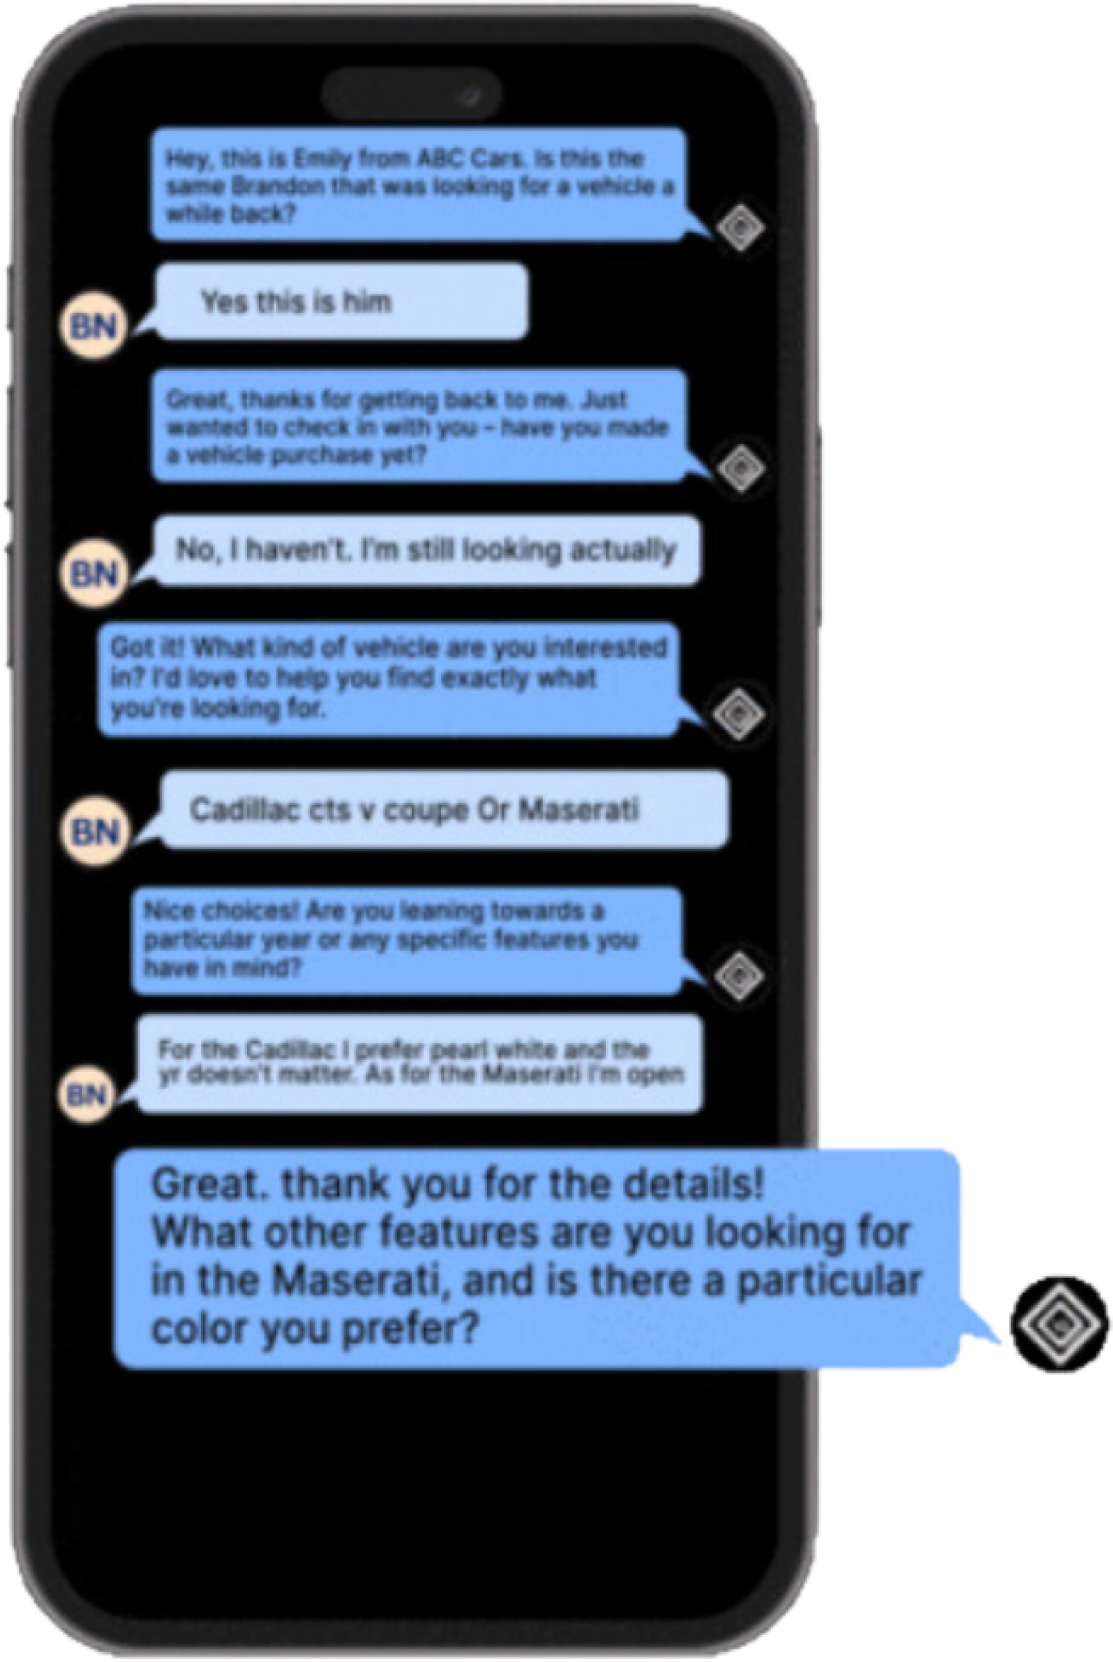 Hey, this is Emily from ABC Cars. Is this the
same Brandon that was looking for a vehicle a
while back?
BN
Yes this is him
Great, thanks for getting back to me. Just
wanted to check in with you – have you made
a vehicle purchase yet?
BN
No, I haven't. I'm still looking actually
Got it! What kind of vehicle are you interested
in? I'd love to help you find exactly what
you're looking for.
BN
Cadillac cts v coupe Or Maserati
Nice choices! Are you leaning towards a
particular year or any specific features you
have in mind?
BN
For the Cadillac I prefer pearl white and the
yr doesn't matter. As for the Maserati I'm open
Great. thank you for the details!
What other features are you looking for
in the Maserati, and is there a particular
color you prefer?